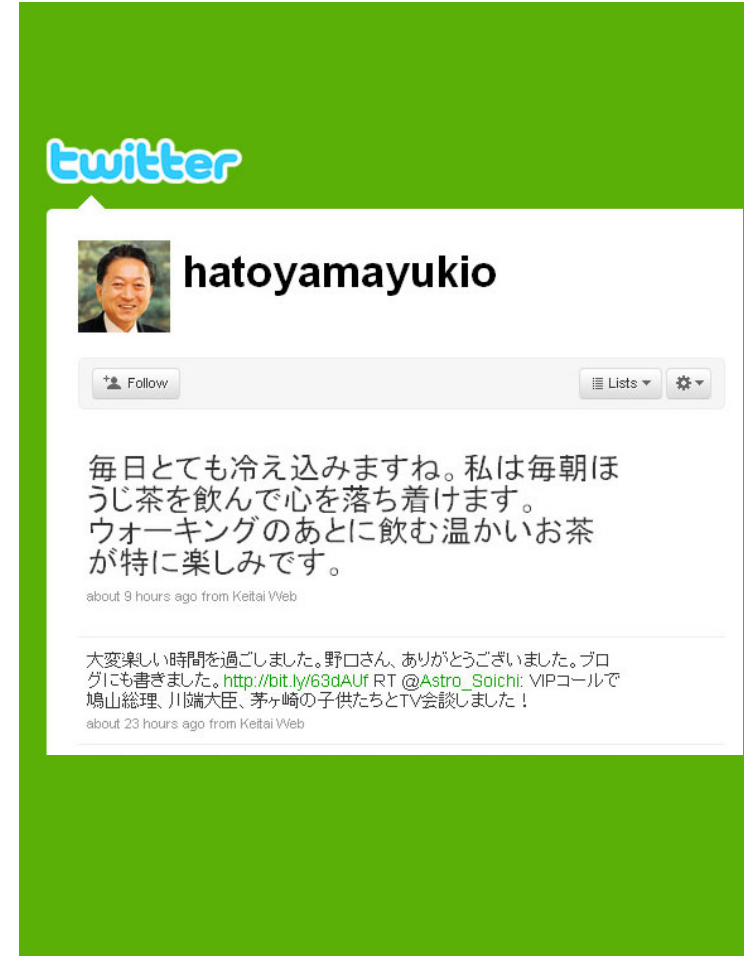 twitter
hatoyamayukio
Follow
Lists
毎日とても冷え込みますね。私は毎朝ほ
うじ茶を飲んで心を落ち着けます。
ウォーキングのあとに飲む温かいお茶
が特に楽しみです。
about 9 hours ago from Keitai Web
大変楽しい時間を過ごしました。野口さん、ありがとうございました。ブロ
グにも書きました。http://bit.ly/63dAUf RT @Astro_Soichi: VIPコールで
鳩山総理、川端大臣、茅ヶ崎の子供たちとTV会談しました！
about 23 hours ago from Keitai Web